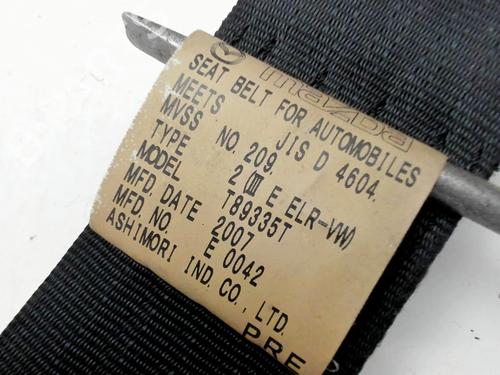 mazda
SEAT BELT FOR AUTOMOBILES
MEETS JIS D 4604.
MVSS NO. 209.
TYPE 2 (III E ELR-VW)
MODEL T89335T
MFD. DATE 2007
MFD. NO. E 0042
ASHIMORI IND. CO., LTD.